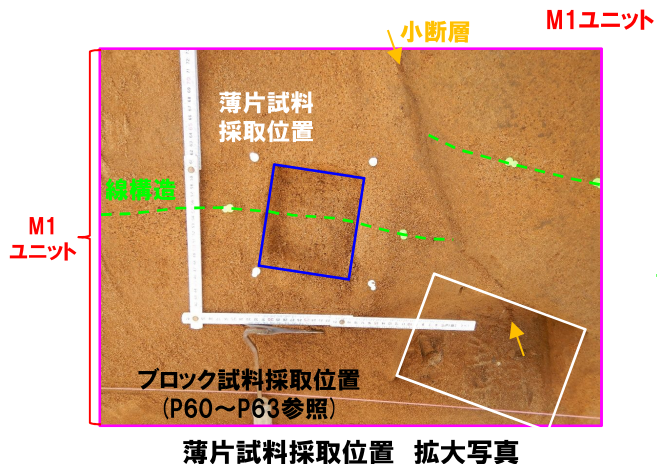 M1ユニット
小断層
薄片試料
採取位置
線構造
M1
ユニット
ブロック試料採取位置
(P60～P63参照)
薄片試料採取位置 拡大写真